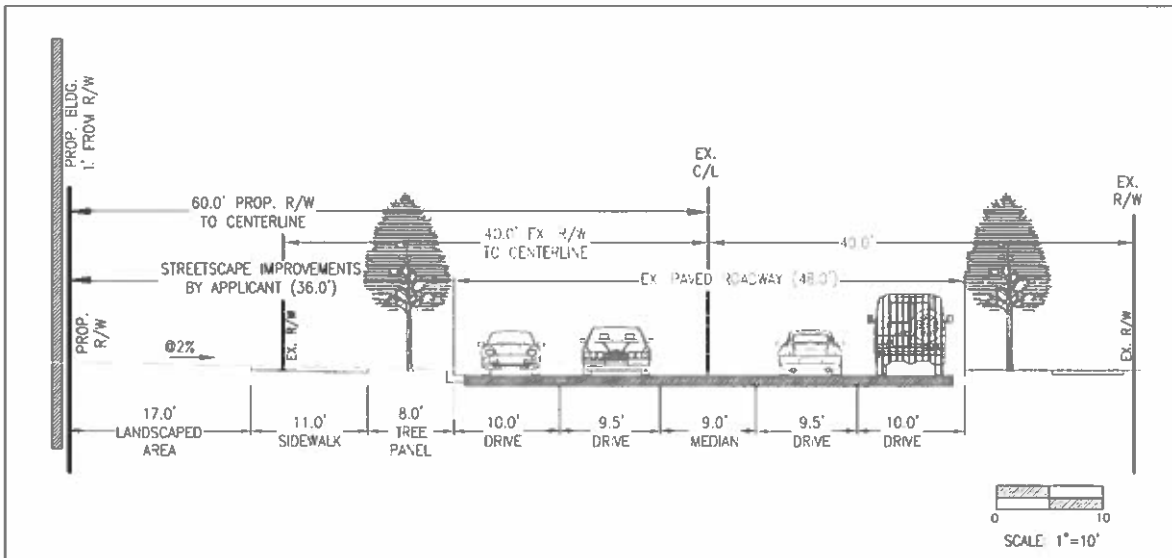 PROP. BLDG.
1' FROM R/W
EX.
C/L
EX.
R/W
60.0' PROP. R/W
TO CENTERLINE
40.0' EX. R/W
TO CENTERLINE
40.0'
STREETSCAPE IMPROVEMENTS
BY APPLICANT (36.0')
EX. PAVED ROADWAY (48.0')
PROP.
R/W
EX. R/W
EX. R/W
@2%
17.0'
LANDSCAPED
AREA
11.0'
SIDEWALK
8.0'
TREE
PANEL
10.0'
DRIVE
9.5'
DRIVE
9.0'
MEDIAN
9.5'
DRIVE
10.0'
DRIVE
0
10
SCALE: 1"=10'